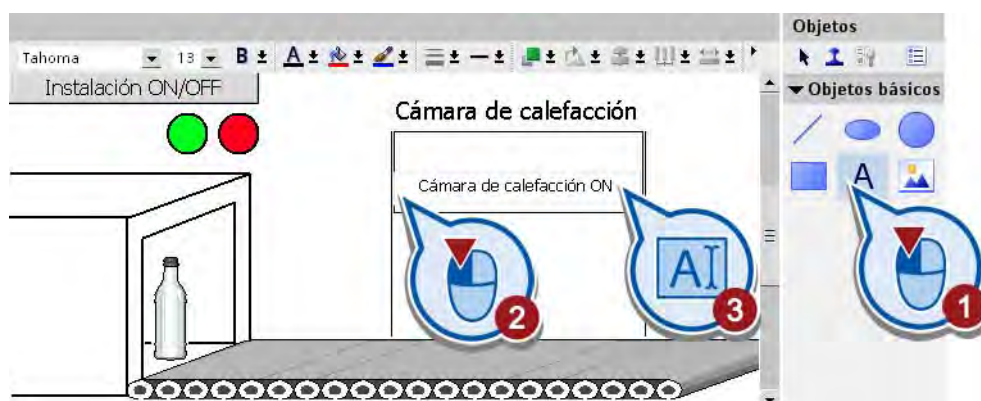 Objetos
Tahoma 13 B A
Instalación ON/OFF
Objetos básicos
Cámara de calefacción
Cámara de calefacción ON
A
A
2
3
1